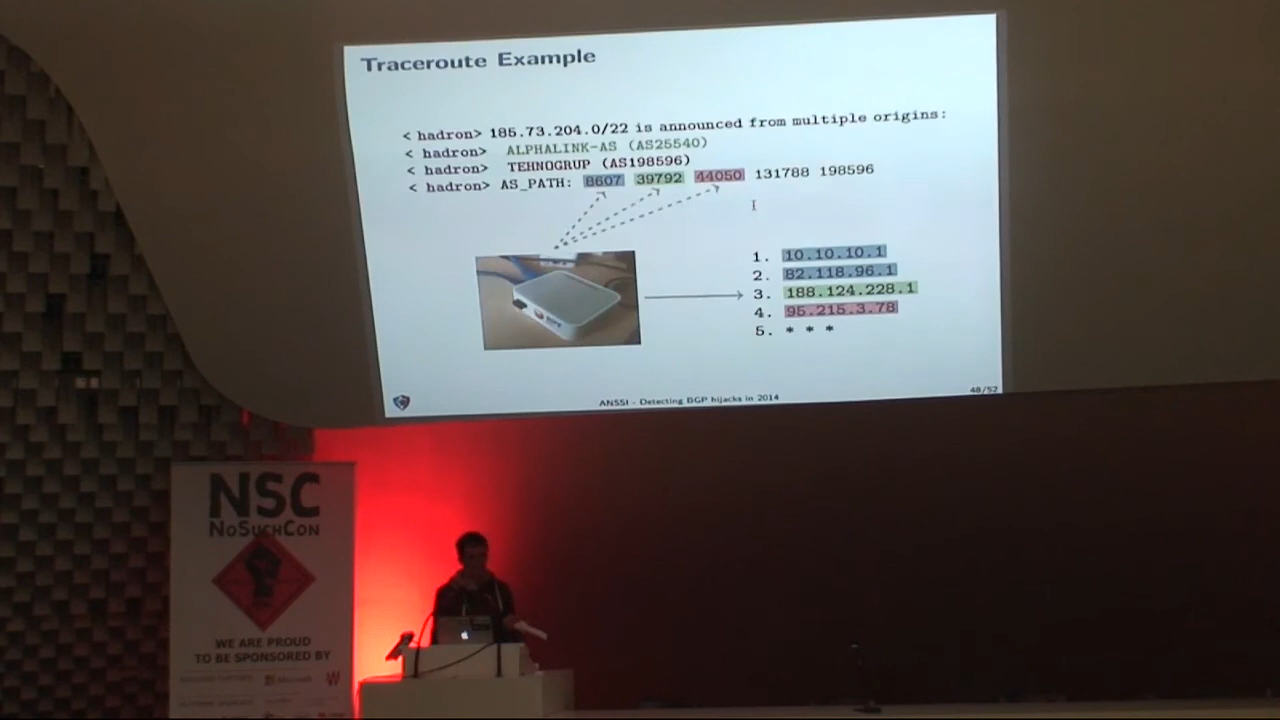 Traceroute Example
< hadron> 185.73.204.0/22 is announced from multiple origins:
< hadron> ALPHALINK-AS (AS25540)
< hadron> TEHNOGRUP (AS198596)
< hadron> AS_PATH: 8607 39792 44050 131788 198596
1. 10.10.10.1
2. 82.118.96.1
3. 188.124.228.1
4. 95.215.3.78
5. * * *
ANSSI - Detecting BGP hijacks in 2014
48/52
NSC
NoSuchCon
WE ARE PROUD
TO BE SPONSORED BY
Microsoft